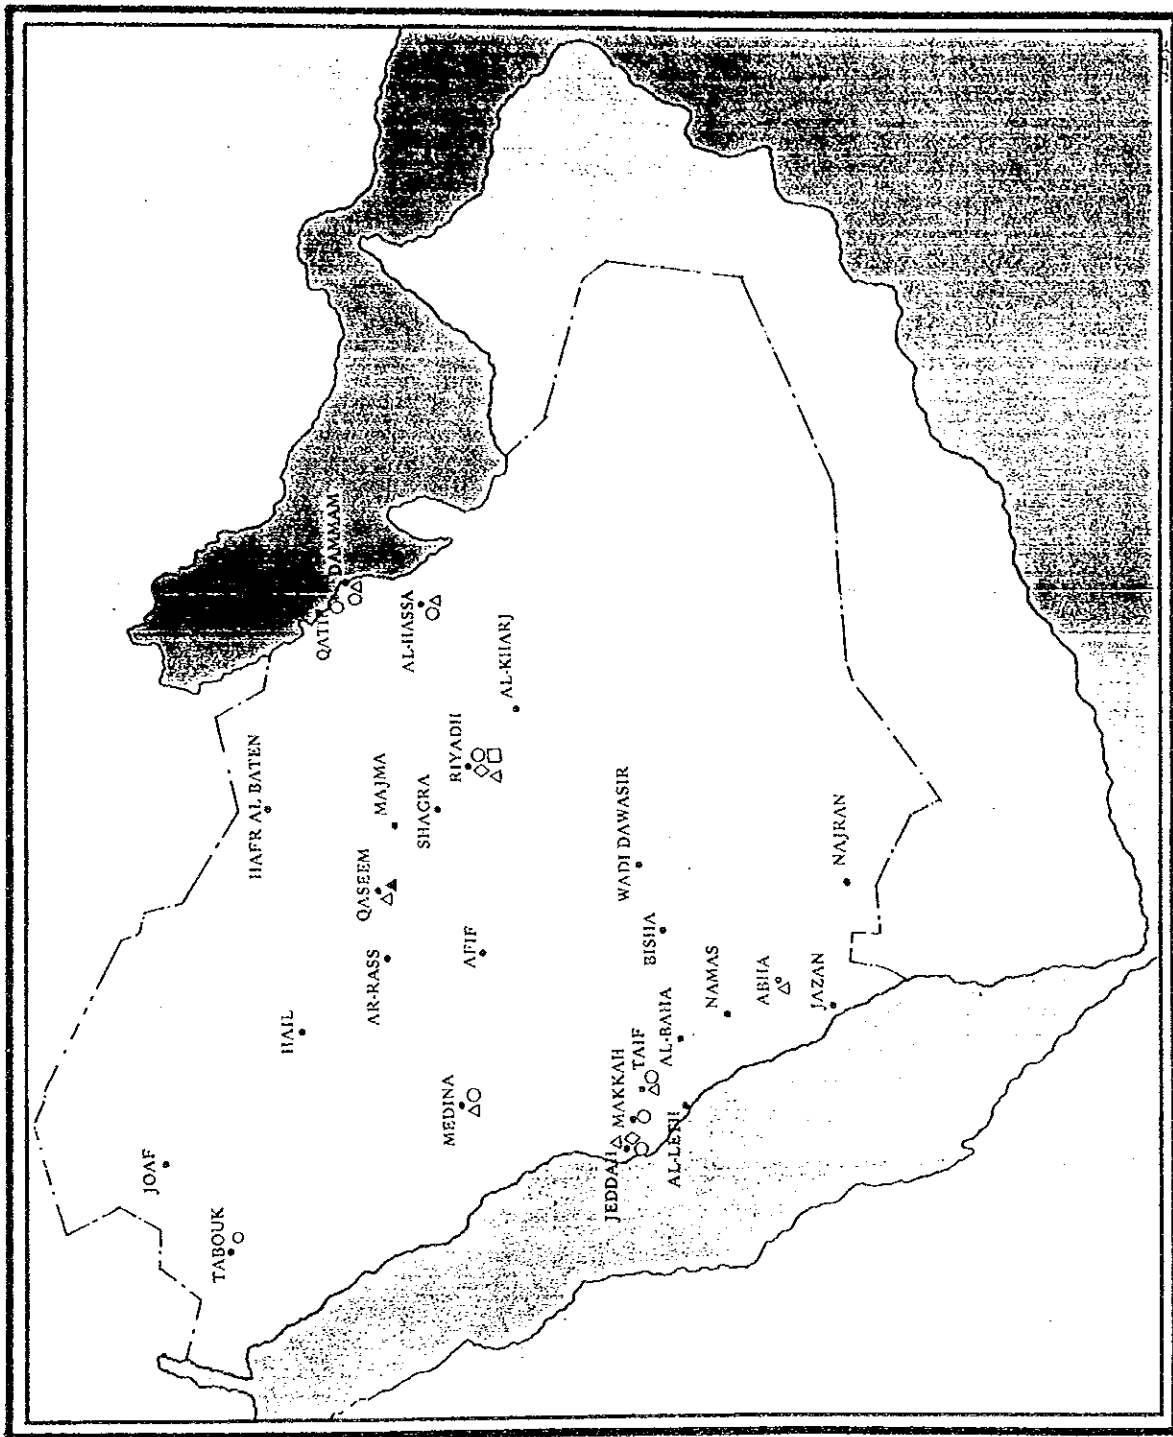 JOAF
TABOUK
HAIL
HAFR AL BATEN
QATIF
DAMMAM
AL-HASSA
AL-KHARJ
RIYADH
MAJMA
SHAGRA
QASEEM
AR-RASS
AFIF
MEDINA
WADI DAWASIR
BISHA
JEDDAH
MAKKAH
TAIF
AL-BAHA
AL-LETH
NAMAS
ABHA
JAZAN
NAJRAN